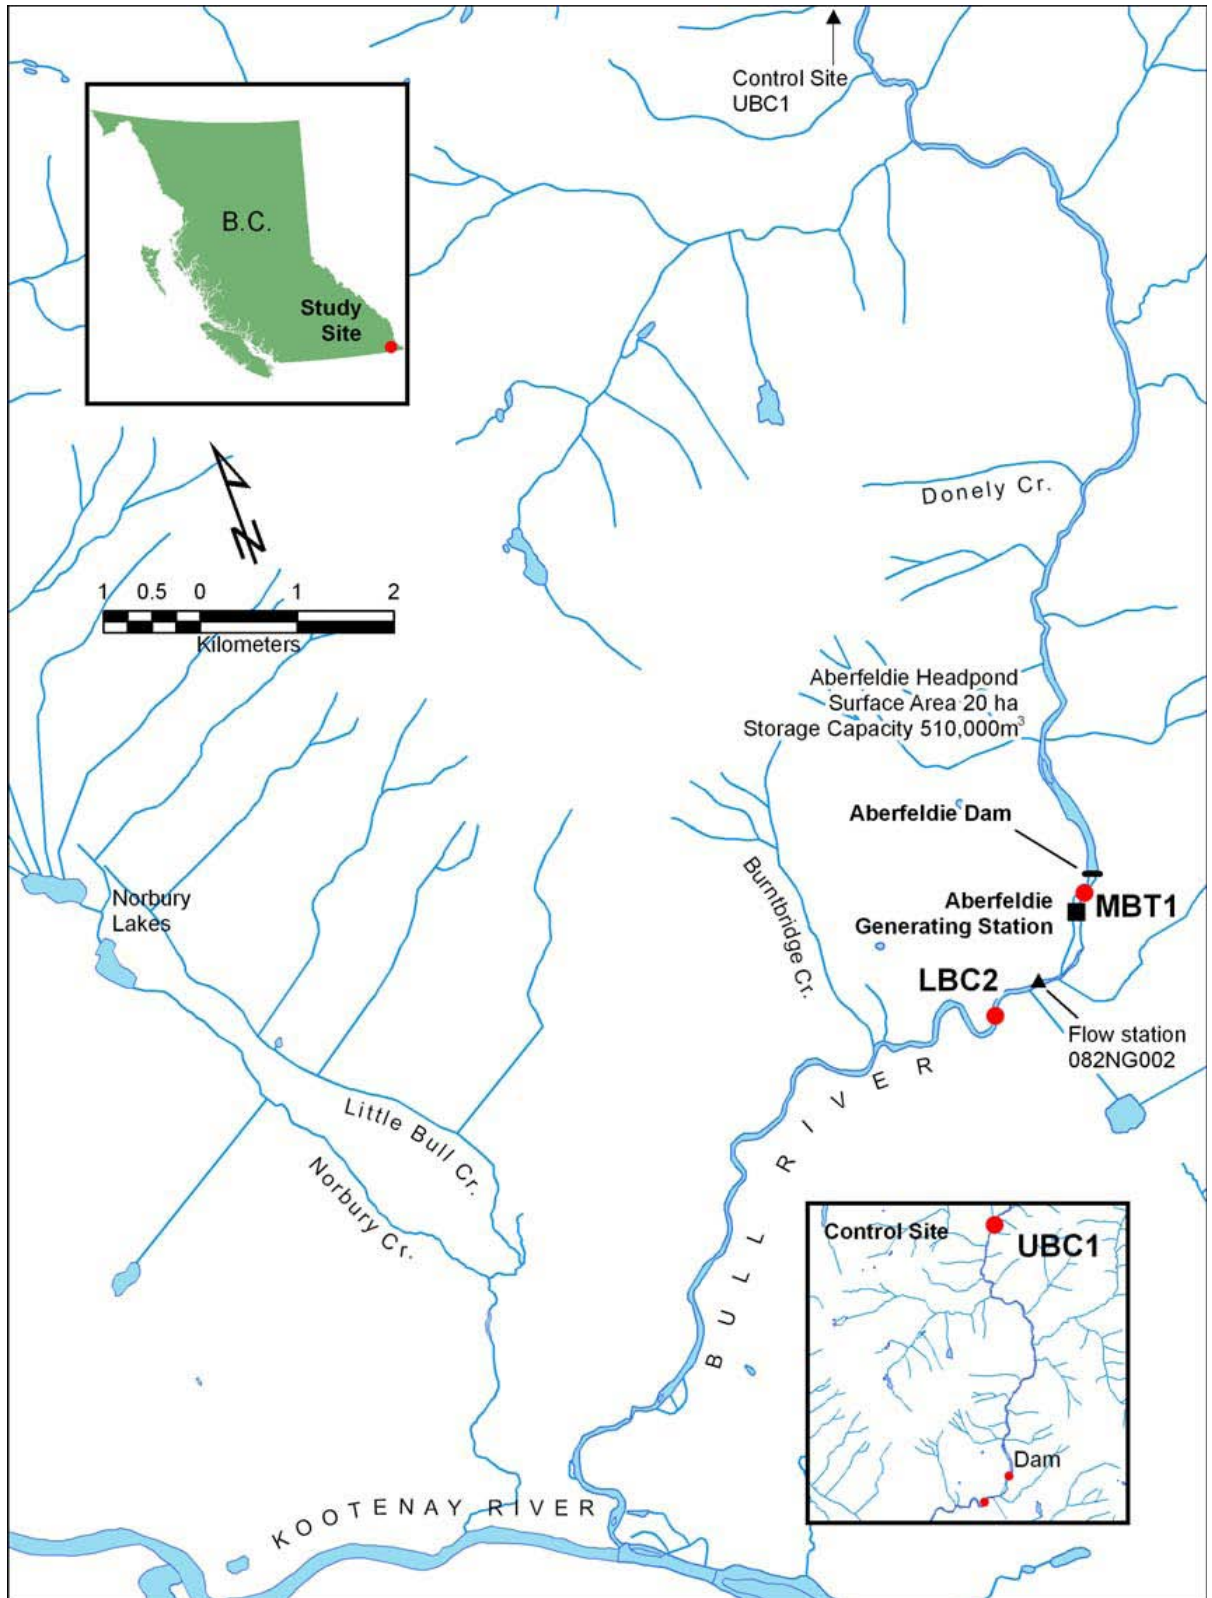 Control Site
UBC1
B.C.
Study
Site
N
Donely Cr.
1 0.5 0 1 2
Kilometers
Aberfeldie Headpond
Surface Area 20 ha
Storage Capacity 510,000m³
Aberfeldie Dam
Norbury
Lakes
Burntbridge Cr.
Aberfeldie
Generating Station
MBT1
LBC2
Flow station
082NG002
Little Bull Cr.
Norbury Cr.
BULL RIVER
Control Site
UBC1
Dam
KOOTENAY RIVER